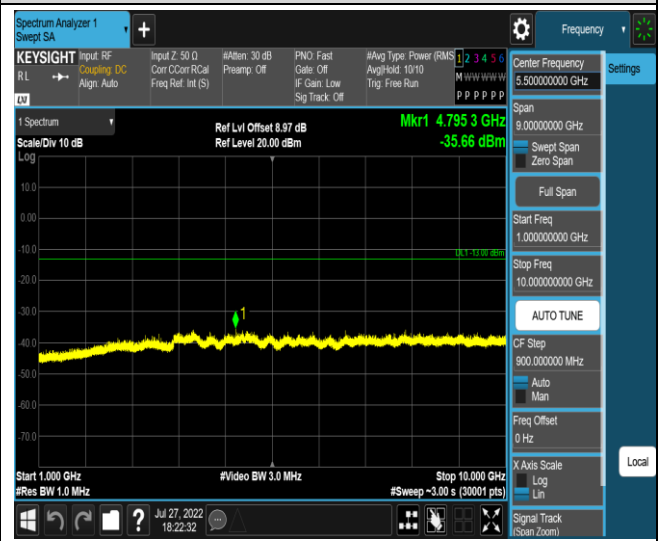 Spectrum Analyzer 1
Swept SA
+
Frequency
KEYSIGHT
RL
LXI
Input: RF
Coupling: DC
Align: Auto
Input Z: 50 Ω
Corr CCorr RCal
Freq Ref: Int (S)
#Atten: 30 dB
Preamp: Off
PNO: Fast
Gate: Off
IF Gain: Low
Sig Track: Off
#Avg Type: Power (RMS
Avg|Hold: 10/10
Trig: Free Run
1 2 3 4 5 6
M W W W W W
P P P P P P
1 Spectrum
Scale/Div 10 dB
Log
Ref Lvl Offset 8.97 dB
Ref Level 20.00 dBm
Mkr1 4.795 3 GHz
-35.66 dBm
10.0
0.00
-10.0
DL1 -13.00 dBm
-20.0
-30.0
1
-40.0
-50.0
-60.0
-70.0
Start 1.000 GHz
#Res BW 1.0 MHz
#Video BW 3.0 MHz
Stop 10.000 GHz
#Sweep ~3.00 s (30001 pts)
?
Jul 27, 2022
18:22:32
Center Frequency
5.500000000 GHz
Span
9.00000000 GHz
Swept Span
Zero Span
Full Span
Start Freq
1.000000000 GHz
Stop Freq
10.000000000 GHz
AUTO TUNE
CF Step
900.000000 MHz
Auto
Man
Freq Offset
0 Hz
X Axis Scale
Log
Lin
Signal Track
(Span Zoom)
Settings
Local